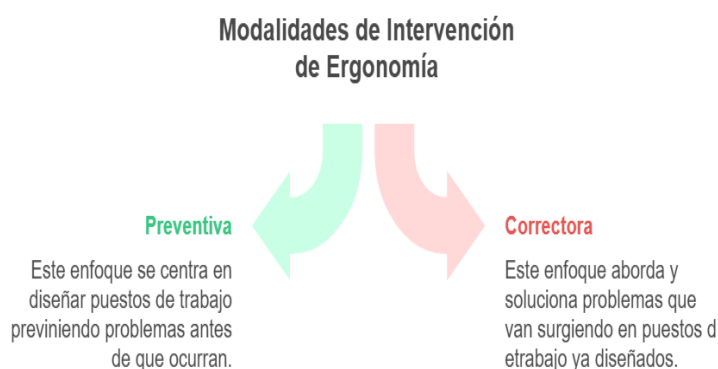 Modalidades de Intervención
de Ergonomía
Preventiva
Este enfoque se centra en
diseñar puestos de trabajo
previniendo problemas antes
de que ocurran.
Correctora
Este enfoque aborda y
soluciona problemas que
van surgiendo en puestos d
etrabajo ya diseñados.